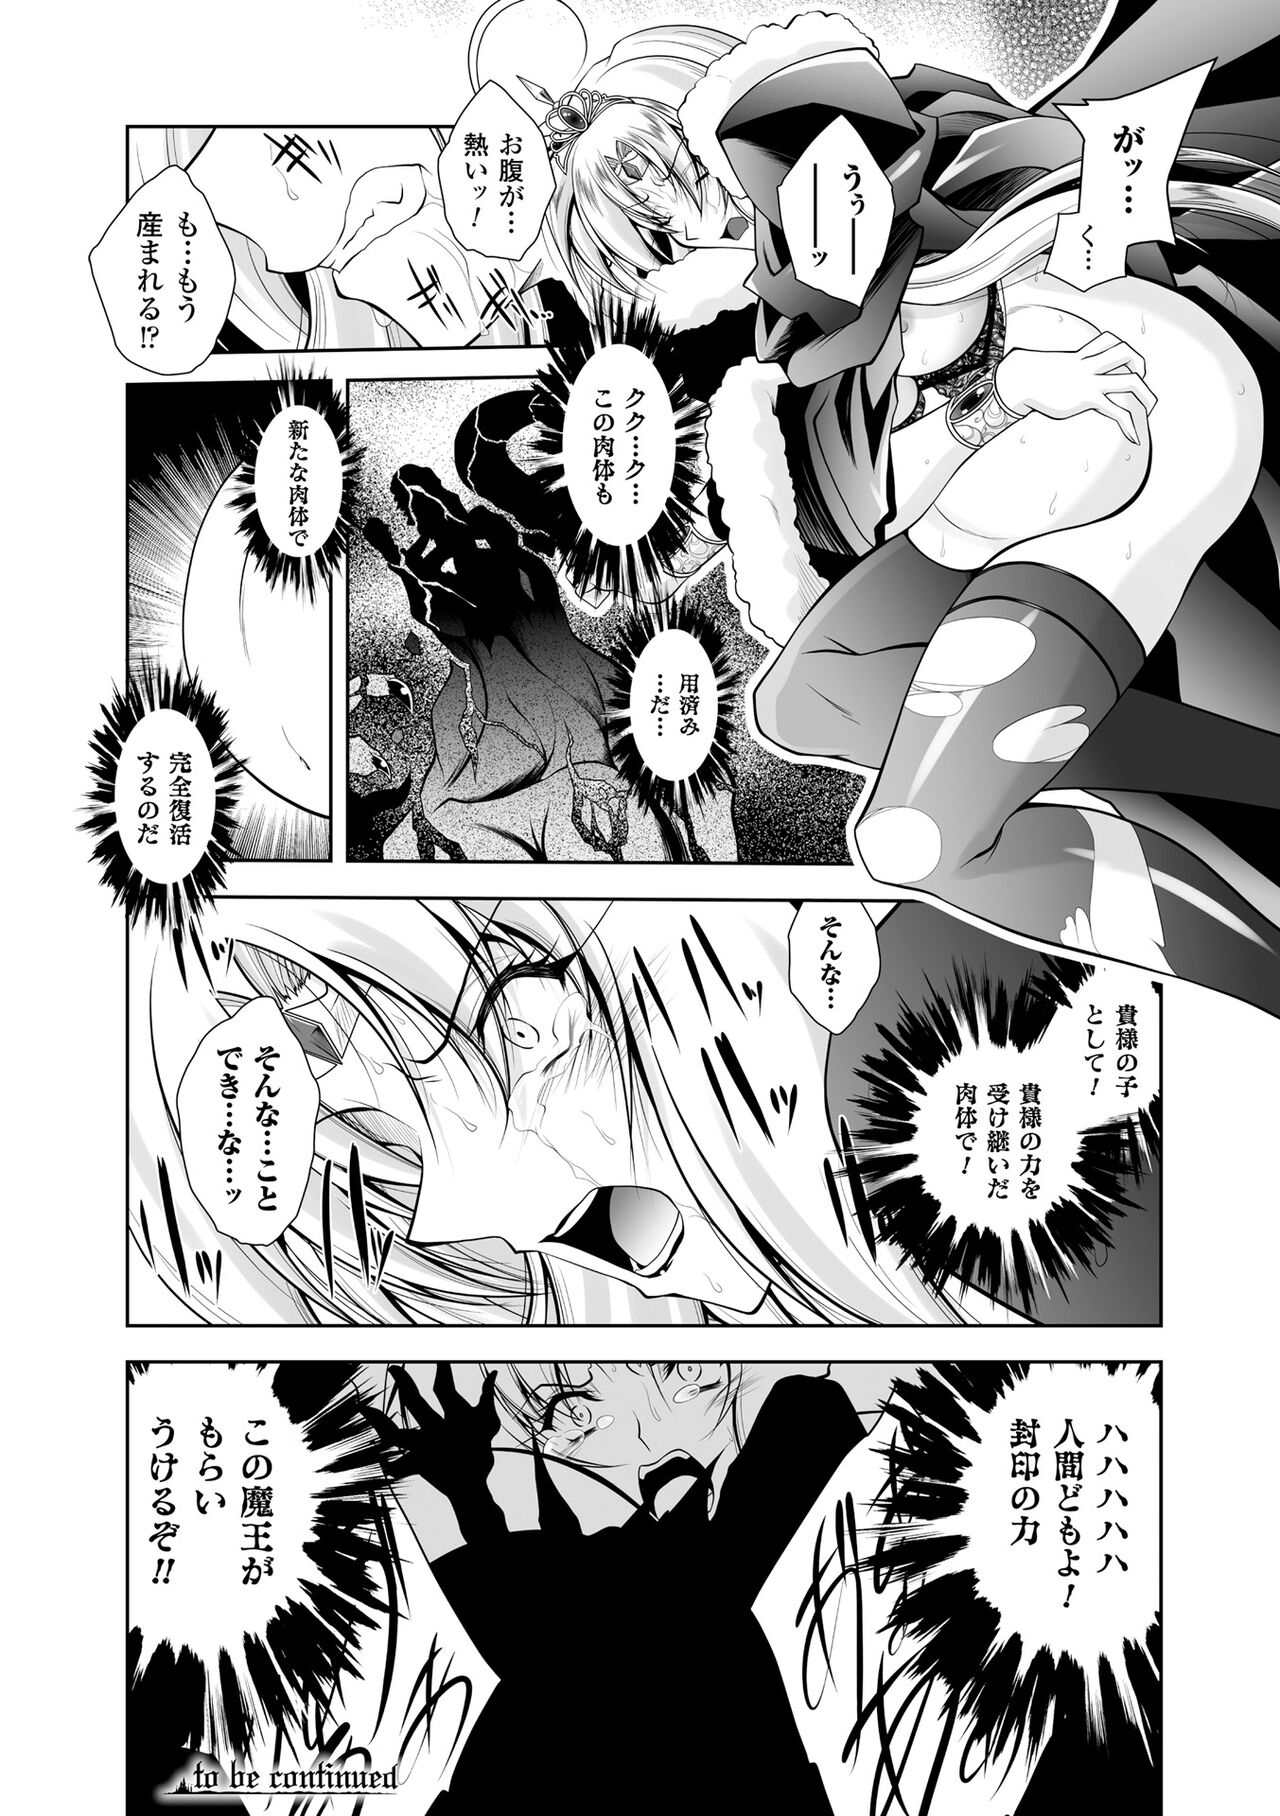 がッ…
く…
うぅ──ッ
お腹が…
熱いッ！
も…もう
産まれる!?
クク…ク…
この肉体も
用済み
…だ…
新たな肉体で
完全復活
するのだ
貴様の子
として！
貴様の力を
受け継いだ
肉体で！
そんな…
そんな…こと
でき…な…ッ
ハハハハハ
人間どもよ！
封印の力
この魔王が
もらい
うけるぞ!!
to be continued